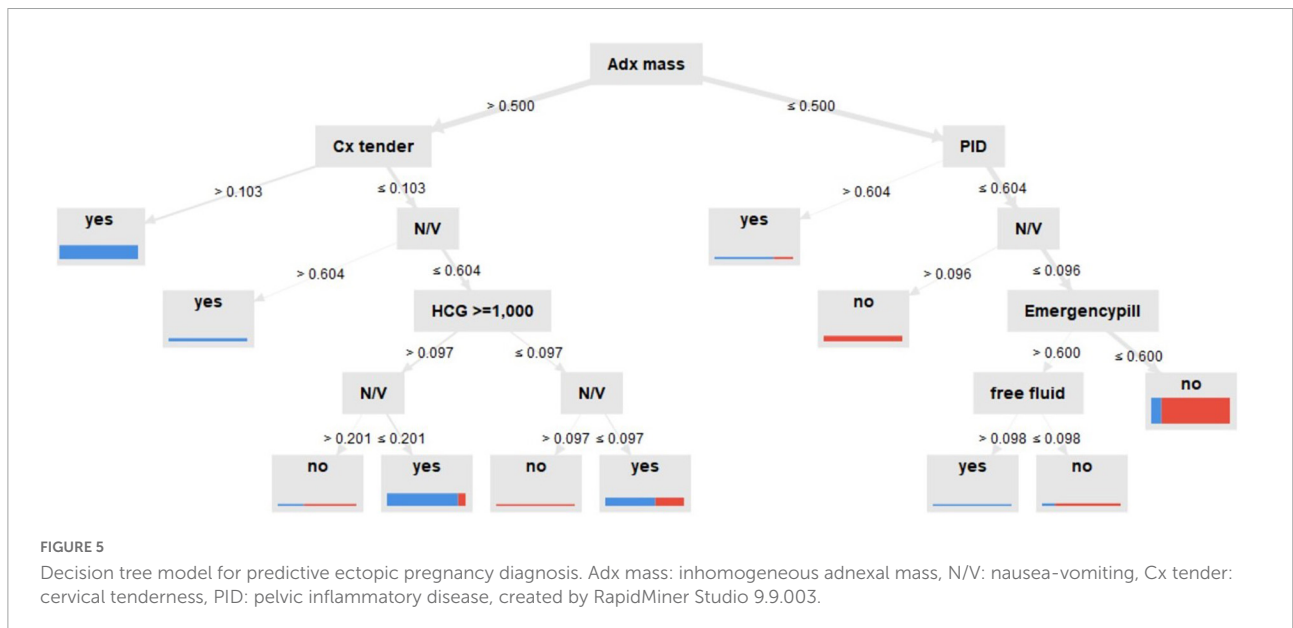 Adx mass
> 0.500
≤ 0.500
Cx tender
PID
> 0.103
≤ 0.103
> 0.604
≤ 0.604
yes
N/V
yes
N/V
> 0.604
≤ 0.604
> 0.096
≤ 0.096
yes
HCG >=1,000
no
Emergencypill
> 0.097
≤ 0.097
> 0.600
≤ 0.600
N/V
N/V
free fluid
no
> 0.201 ≤ 0.201
> 0.097 ≤ 0.097
> 0.098 ≤ 0.098
no
yes
no
yes
yes
no
FIGURE 5
Decision tree model for predictive ectopic pregnancy diagnosis. Adx mass: inhomogeneous adnexal mass, N/V: nausea-vomiting, Cx tender:
cervical tenderness, PID: pelvic inflammatory disease, created by RapidMiner Studio 9.9.003.